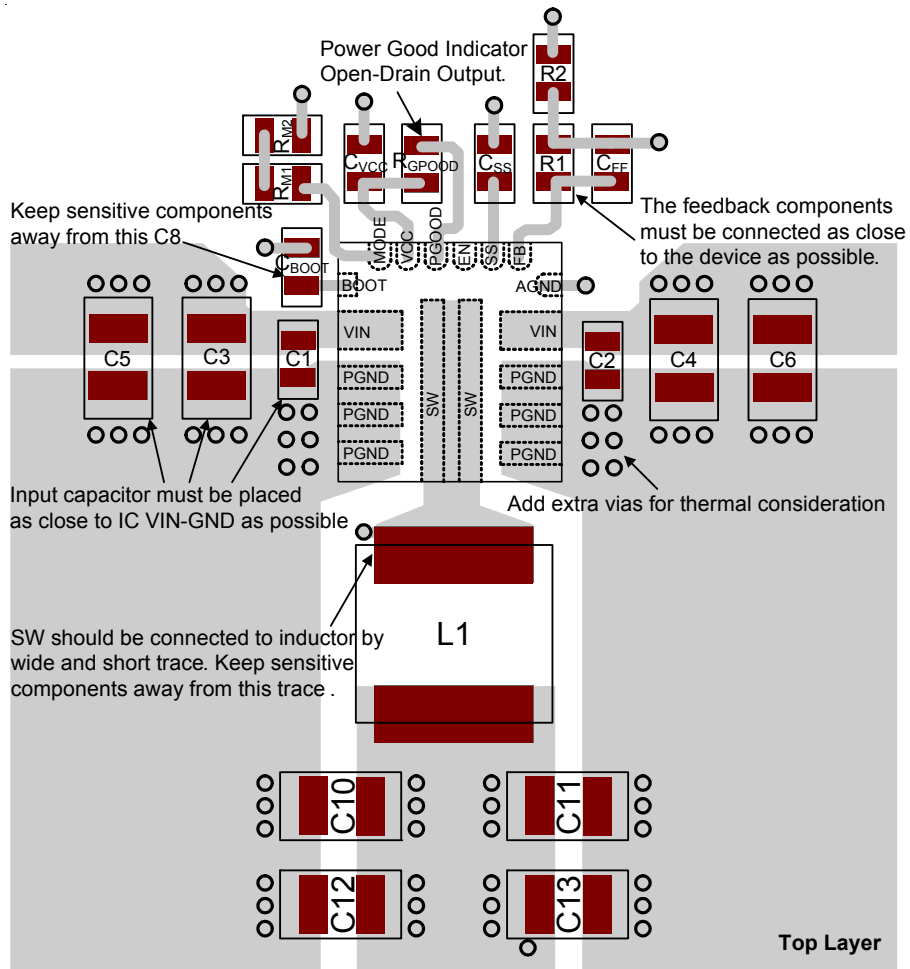 Power Good Indicator
Open-Drain Output.
R2
RM2
RM1
CVCC
RGPOOD
CSS
R1
CFF
Keep sensitive components
away from this C8
The feedback components
must be connected as close
to the device as possible.
CBOOT
MODE
VCC
PGOOD
EN
SS
FB
BOOT
AGND
VIN
VIN
C5
C3
C1
C2
C4
C6
PGND
PGND
PGND
PGND
PGND
PGND
SW
SW
Input capacitor must be placed
as close to IC VIN-GND as possible
Add extra vias for thermal consideration
L1
SW should be connected to inductor by
wide and short trace. Keep sensitive
components away from this trace .
C10
C11
C12
C13
Top Layer